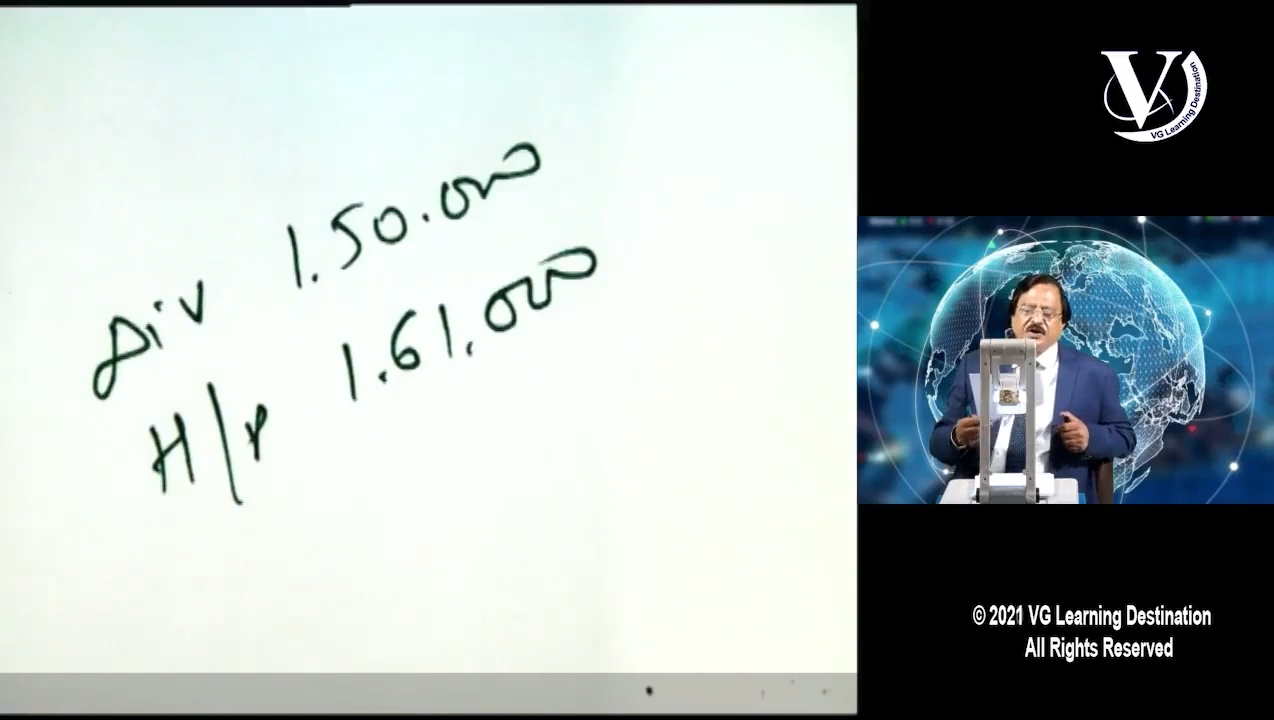 Div 1.50.000
H/P 1.61.000
V
VG Learning Destination
© 2021 VG Learning Destination
All Rights Reserved